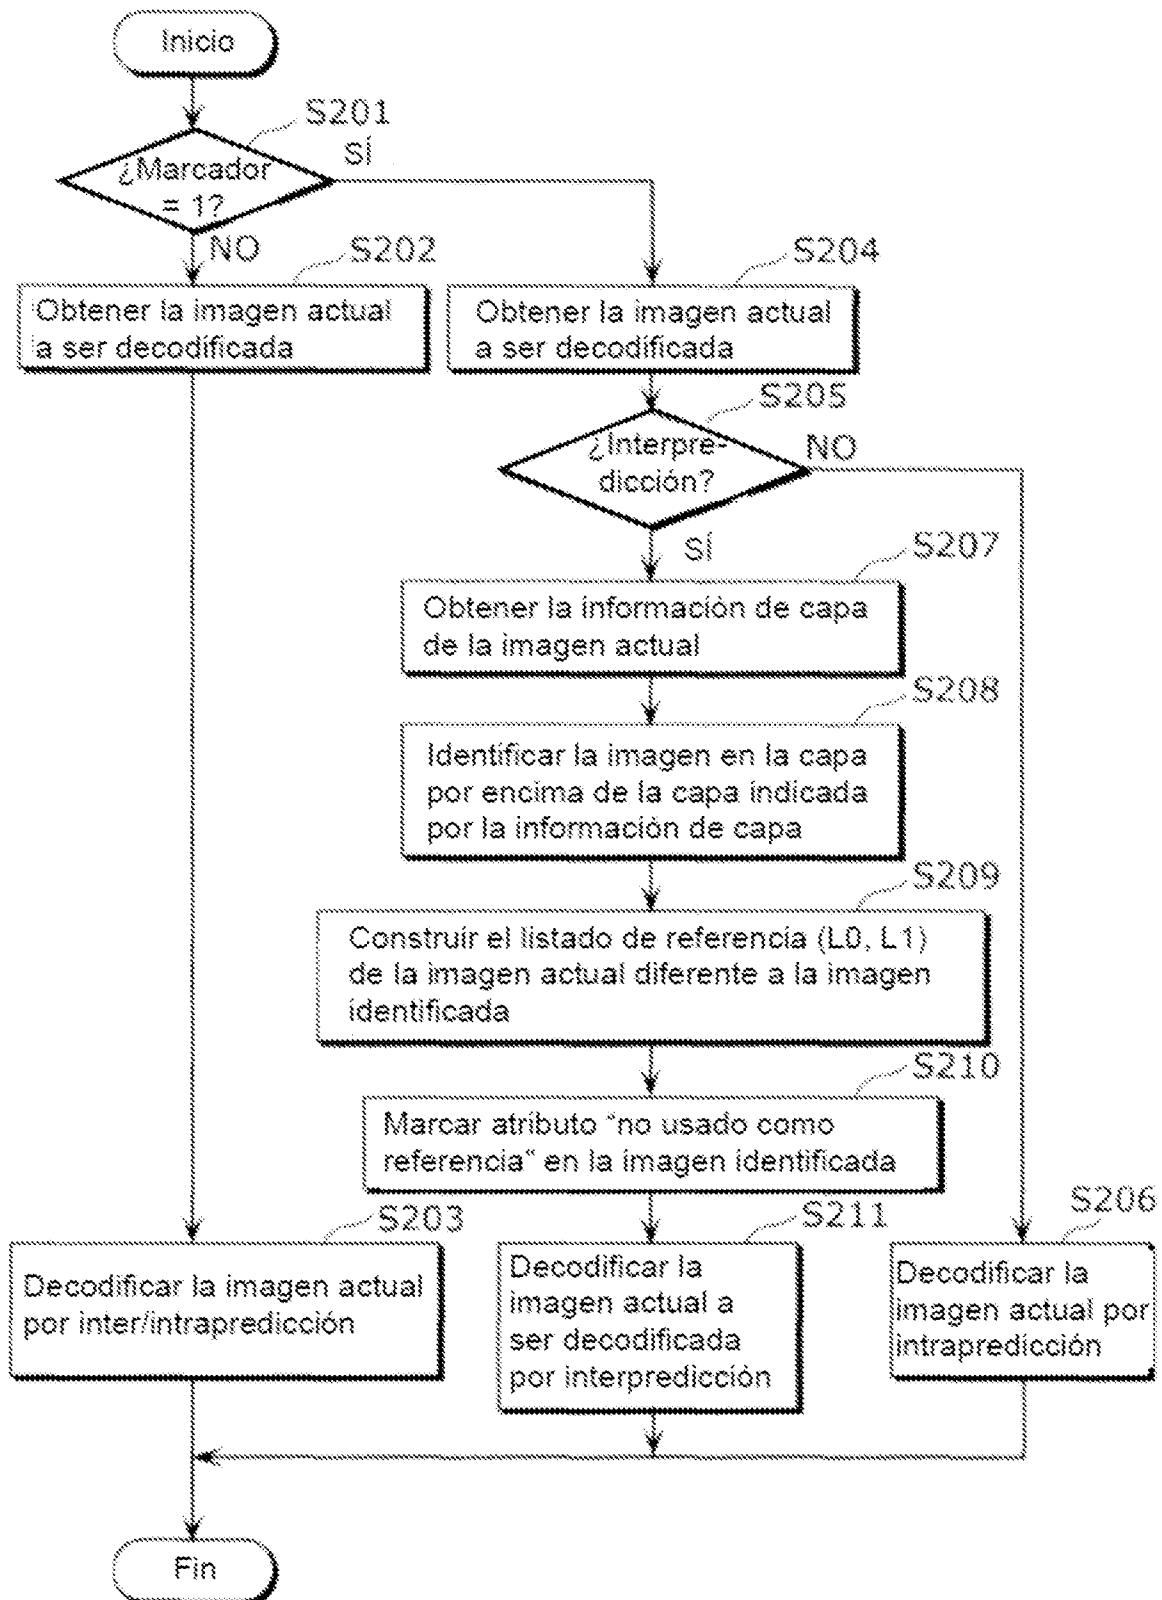 Inicio
S201
¿Marcador
= 1?
SÍ
NO
S202
Obtener la imagen actual
a ser decodificada
S204
Obtener la imagen actual
a ser decodificada
S205
¿Interpre-
dicción?
NO
SÍ
S207
Obtener la información de capa
de la imagen actual
S208
Identificar la imagen en la capa
por encima de la capa indicada
por la información de capa
S209
Construir el listado de referencia (L0, L1)
de la imagen actual diferente a la imagen
identificada
S210
Marcar atributo “no usado como
referencia“ en la imagen identificada
S203
Decodificar la imagen actual
por inter/intrapredicción
S211
Decodificar la
imagen actual a
ser decodificada
por interpredicción
S206
Decodificar la
imagen actual por
intrapredicción
Fin